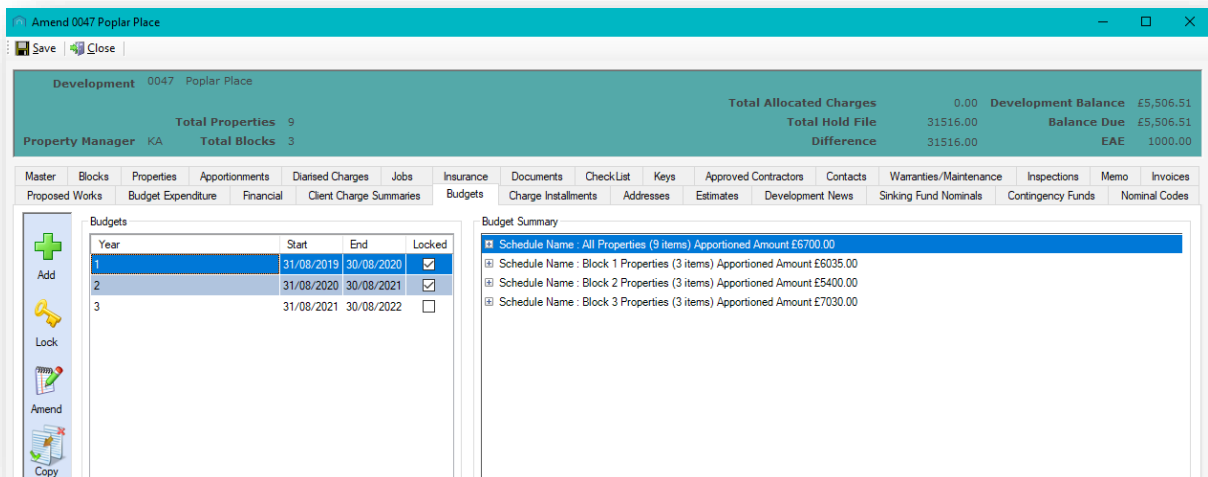 Amend 0047 Poplar Place
Save Close
Development 0047 Poplar Place
Total Allocated Charges 0.00 Development Balance £5,506.51
Total Properties 9 Total Hold File 31516.00 Balance Due £5,506.51
Property Manager KA Total Blocks 3 Difference 31516.00 EAE 1000.00
Master Blocks Properties Apportionments Diarised Charges Jobs Insurance Documents CheckList Keys Approved Contractors Contacts Warranties/Maintenance Inspections Memo Invoices
Proposed Works Budget Expenditure Financial Client Charge Summaries Budgets Charge Installments Addresses Estimates Development News Sinking Fund Nominals Contingency Funds Nominal Codes
Add
Lock
Amend
Copy
Budgets
Year Start End Locked
1 31/08/2019 30/08/2020
2 31/08/2020 30/08/2021
3 31/08/2021 30/08/2022
Budget Summary
Schedule Name : All Properties (9 items) Apportioned Amount £6700.00
Schedule Name : Block 1 Properties (3 items) Apportioned Amount £6035.00
Schedule Name : Block 2 Properties (3 items) Apportioned Amount £5400.00
Schedule Name : Block 3 Properties (3 items) Apportioned Amount £7030.00